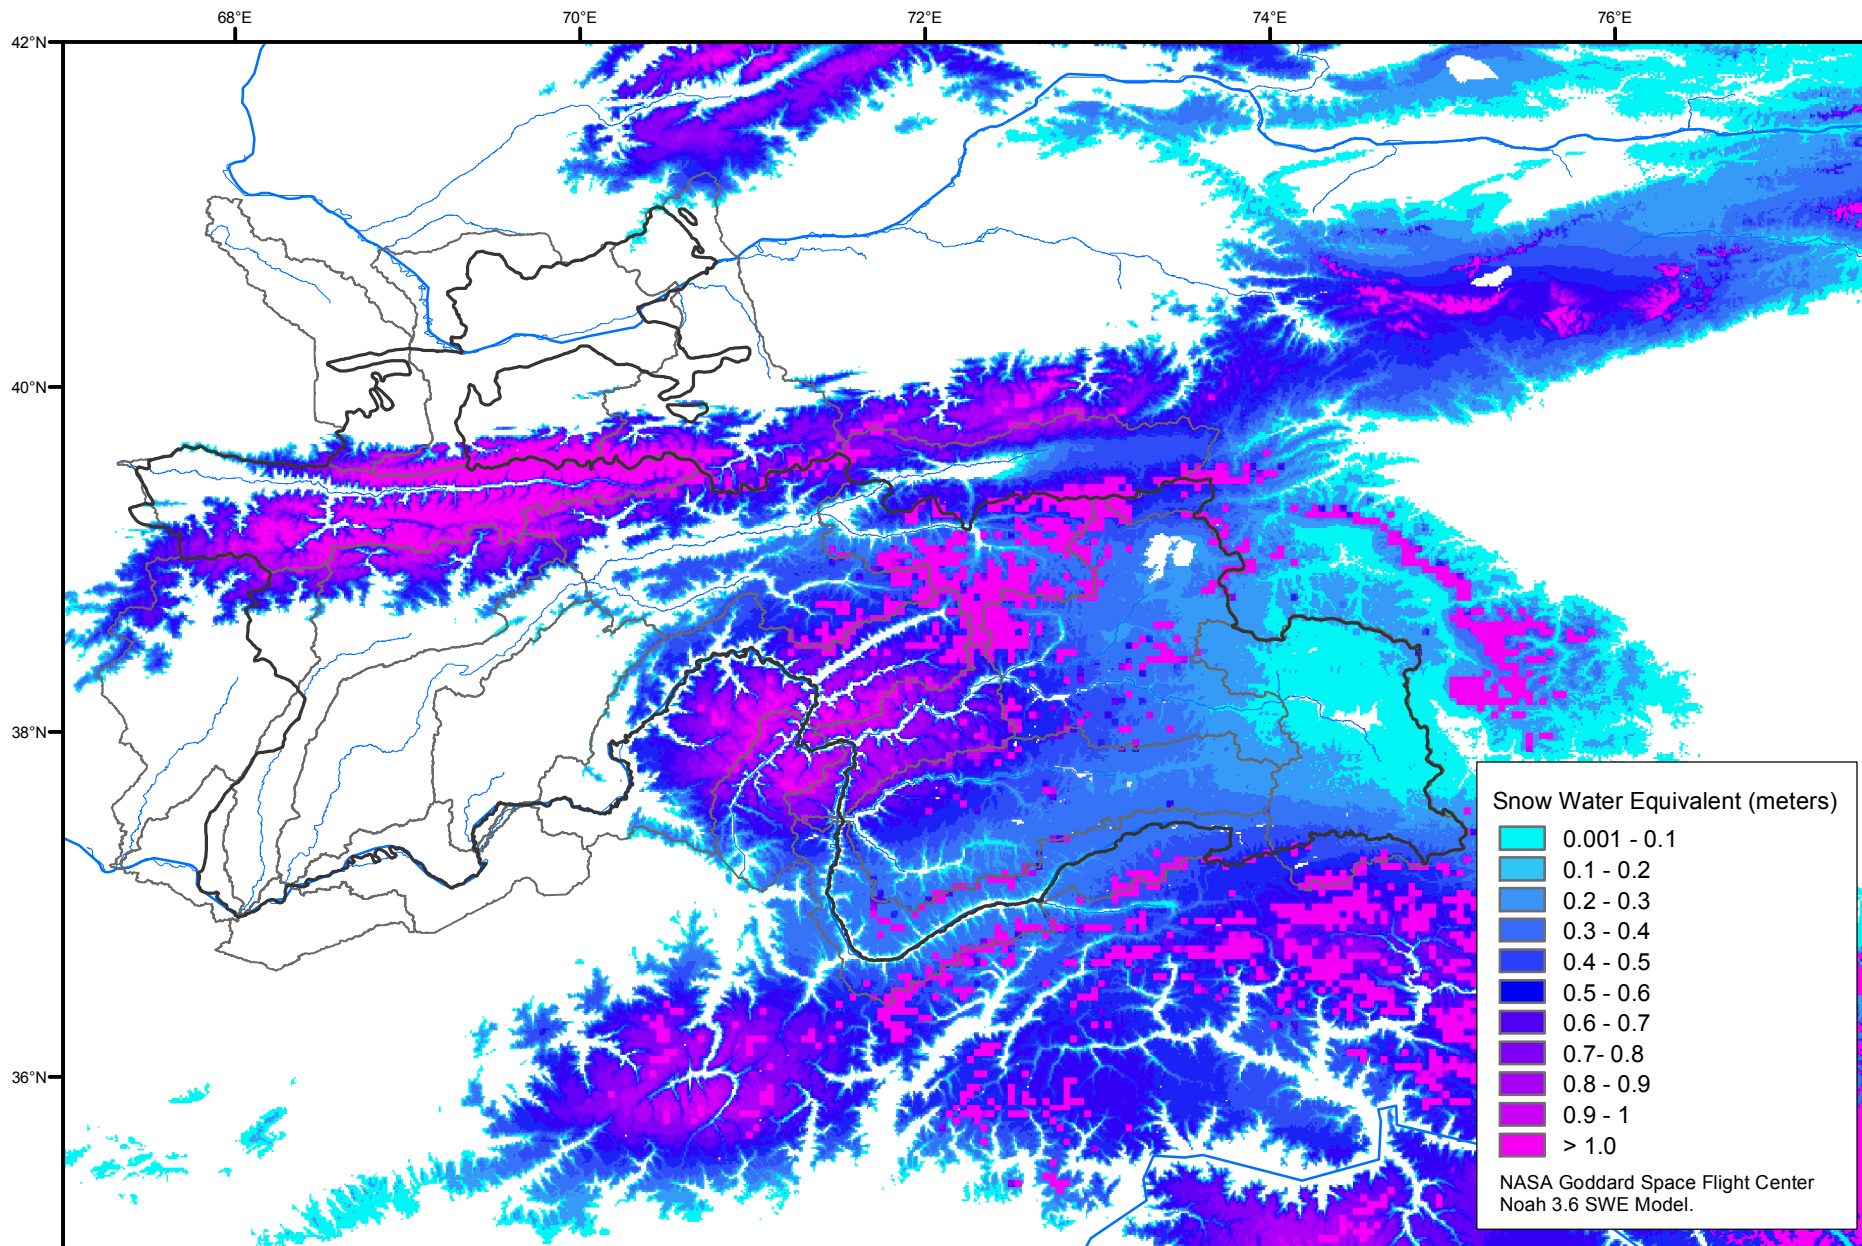 68°E 70°E 72°E 74°E 76°E
42°N
40°N
38°N
36°N
Snow Water Equivalent (meters)
0.001 - 0.1
0.1 - 0.2
0.2 - 0.3
0.3 - 0.4
0.4 - 0.5
0.5 - 0.6
0.6 - 0.7
0.7- 0.8
0.8 - 0.9
0.9 - 1
> 1.0
NASA Goddard Space Flight Center
Noah 3.6 SWE Model.